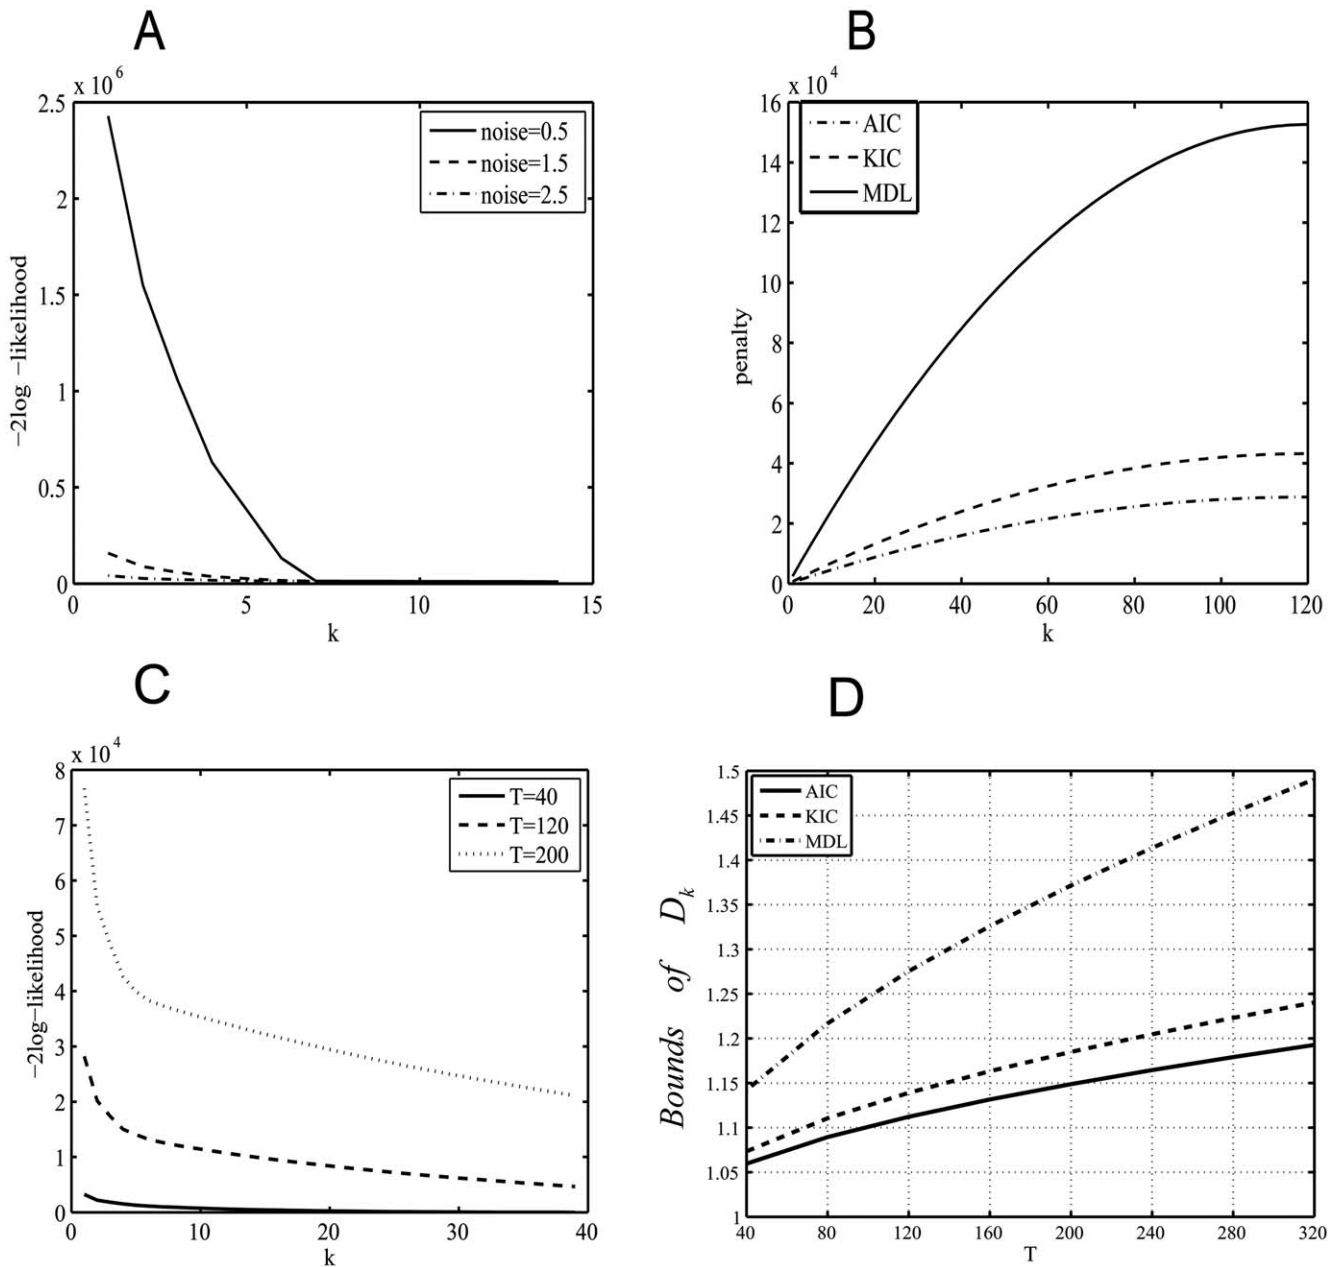 A
x 10^6
2.5
2
1.5
1
0.5
0
0 5 10 15
k
−2log −likelihood
noise=0.5
noise=1.5
noise=2.5
B
x 10^4
16
14
12
10
8
6
4
2
0
0 20 40 60 80 100 120
k
penalty
AIC
KIC
MDL
C
x 10^4
8
7
6
5
4
3
2
1
0
0 10 20 30 40
k
−2log−likelihood
T=40
T=120
T=200
D
1.5
1.45
1.4
1.35
1.3
1.25
1.2
1.15
1.1
1.05
1
40 80 120 160 200 240 280 320
T
Bounds of D_k
AIC
KIC
MDL